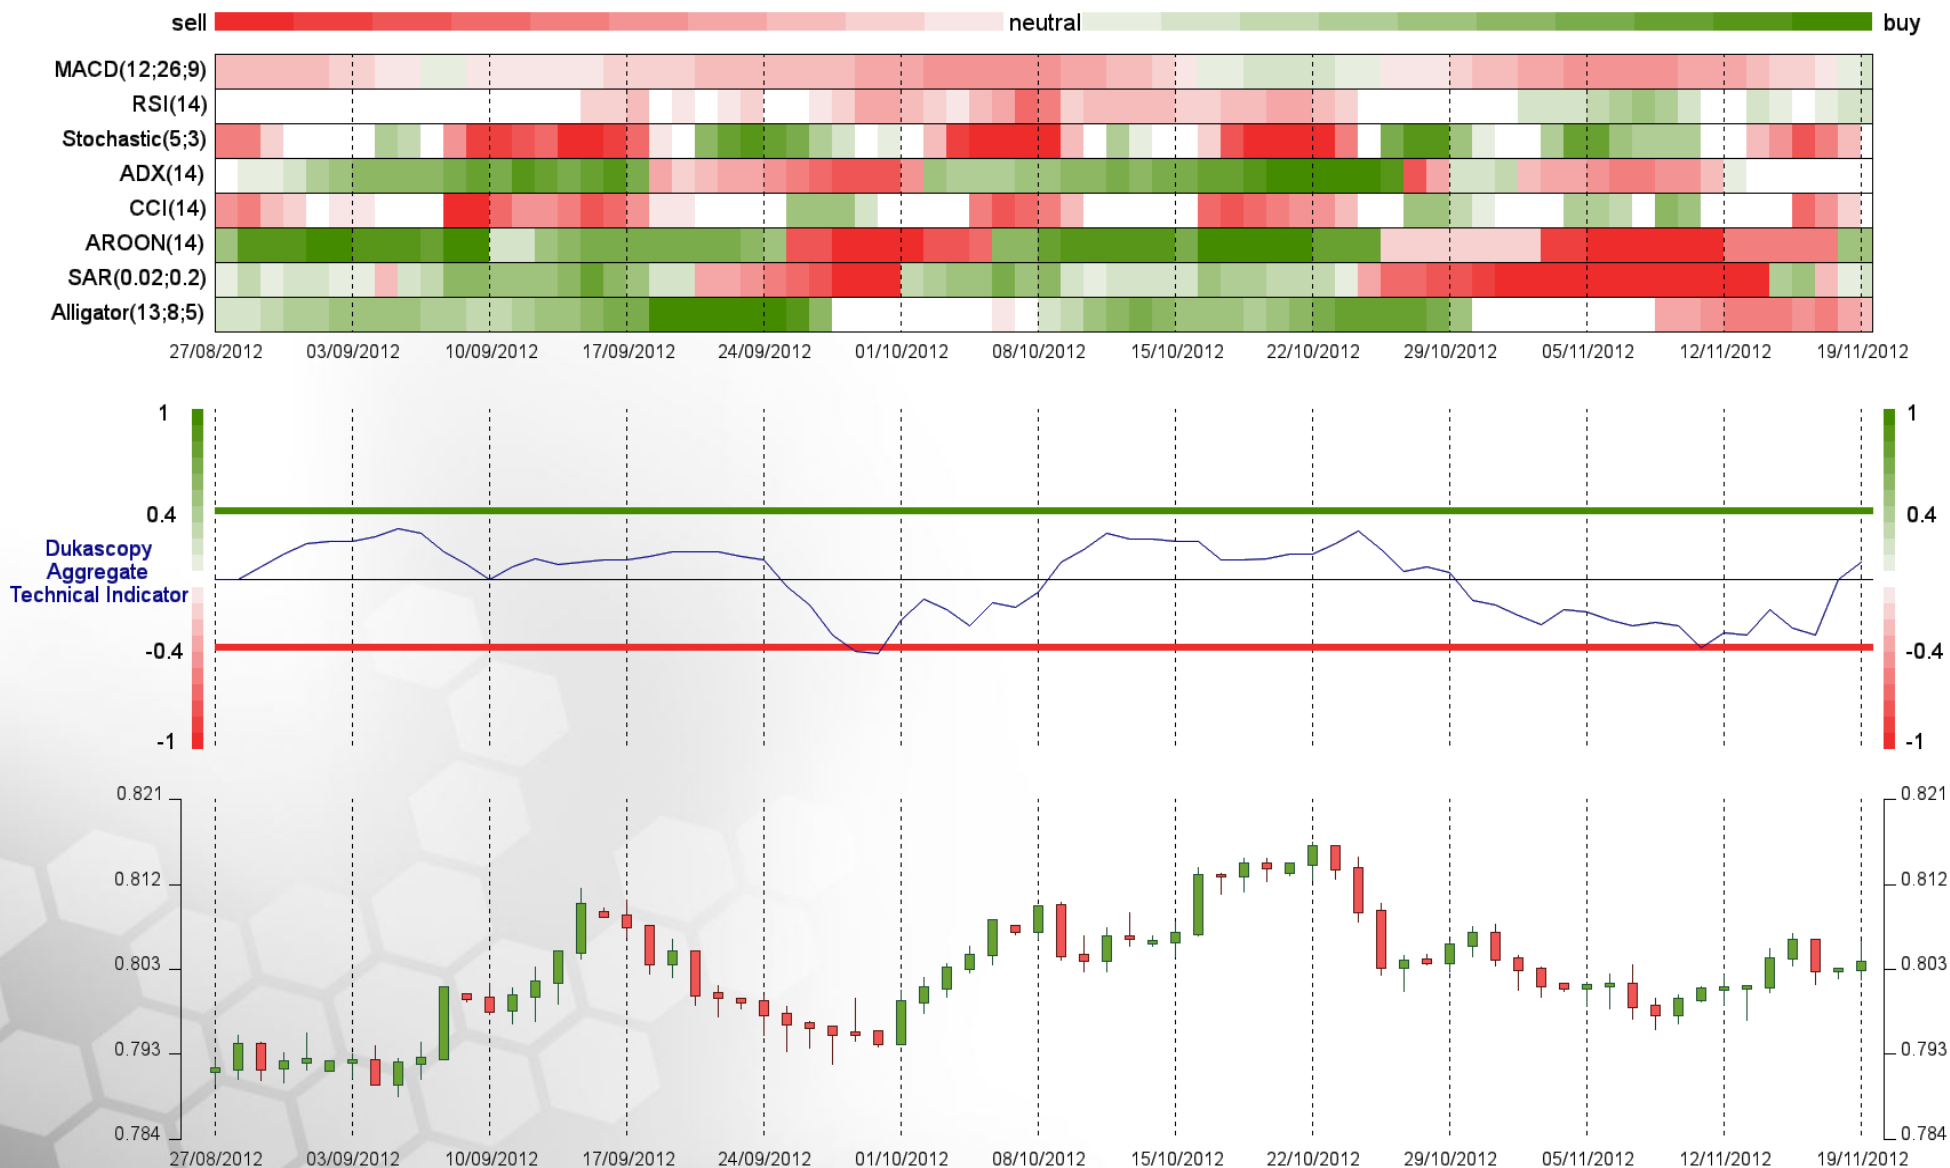 sell neutral buy
MACD(12;26;9)
RSI(14)
Stochastic(5;3)
ADX(14)
CCI(14)
AROON(14)
SAR(0.02;0.2)
Alligator(13;8;5)
27/08/2012 03/09/2012 10/09/2012 17/09/2012 24/09/2012 01/10/2012 08/10/2012 15/10/2012 22/10/2012 29/10/2012 05/11/2012 12/11/2012 19/11/2012
1 1
0.4 0.4
Dukascopy
Aggregate
Technical Indicator
-0.4 -0.4
-1 -1
0.821 0.821
0.812 0.812
0.803 0.803
0.793 0.793
0.784 0.784
27/08/2012 03/09/2012 10/09/2012 17/09/2012 24/09/2012 01/10/2012 08/10/2012 15/10/2012 22/10/2012 29/10/2012 05/11/2012 12/11/2012 19/11/2012